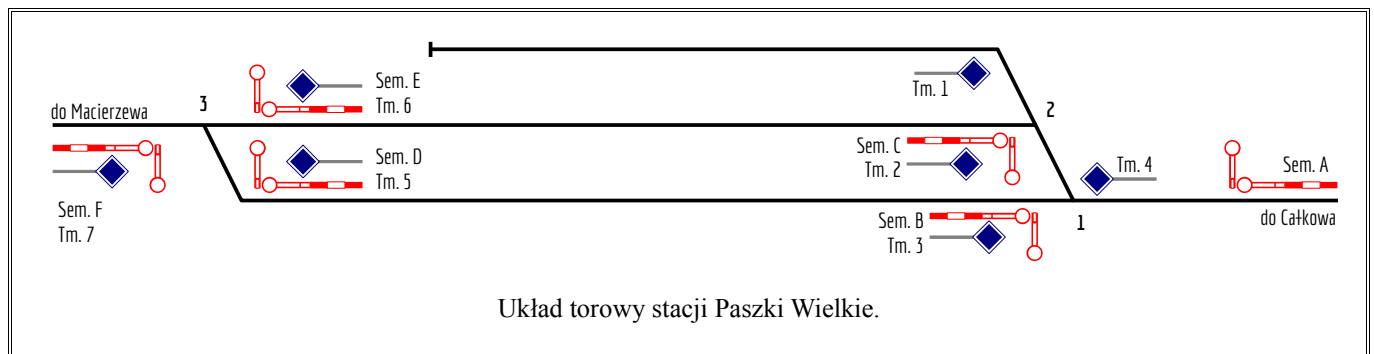 do Macierzewa
3
Sem. E
Tm. 6
Tm. 1
2
Sem. F
Tm. 7
Sem. D
Tm. 5
Sem. C
Tm. 2
Tm. 4
Sem. A
Sem. B
Tm. 3
1
do Całkowa
Układ torowy stacji Paszki Wielkie.